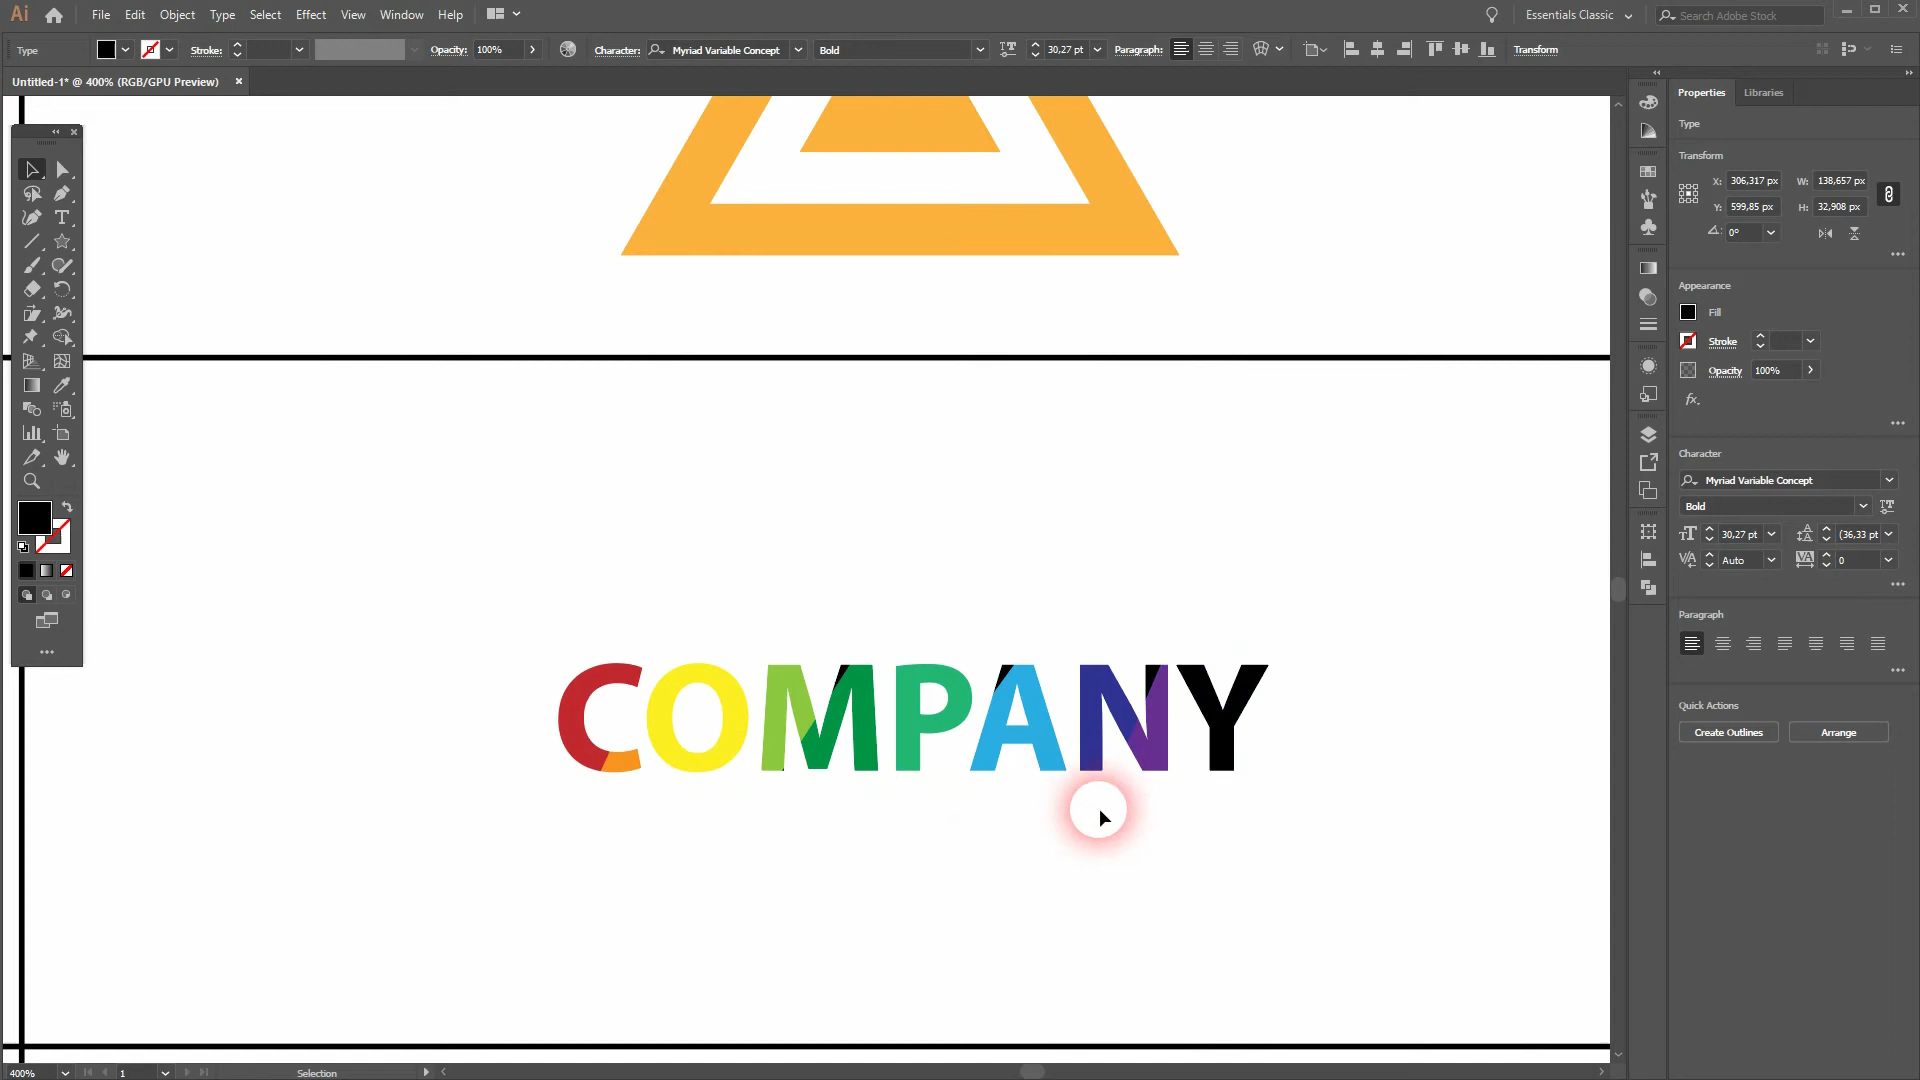 Ai File Edit Object Type Select Effect View Window Help Essentials Classic Search Adobe Stock
Type Stroke: Opacity: 100% Character: Myriad Variable Concept Bold 30,27 pt Paragraph: Transform
Untitled-1* @ 400% (RGB/GPU Preview)
Properties Libraries
Type
Transform
X: 306,317 px W: 138,657 px
Y: 599,85 px H: 32,908 px
0°
Appearance
Fill
Stroke
Opacity 100%
fx.
Character
Myriad Variable Concept
Bold
30,27 pt (36,33 pt
Auto 0
Paragraph
Quick Actions
Create Outlines Arrange
COMPANY
400% 1 Selection